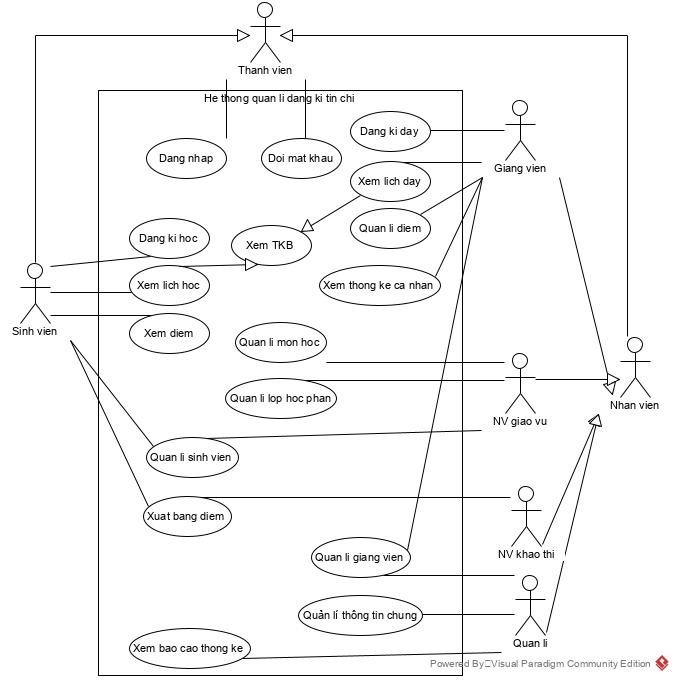 Thanh vien
He thong quan li dang ki tin chi
Dang ki day
Dang nhap
Doi mat khau
Giang vien
Xem lich day
Quan li diem
Dang ki hoc
Xem TKB
Xem lich hoc
Xem thong ke ca nhan
Sinh vien
Xem diem
Quan li mon hoc
Quan li lop hoc phan
Nhan vien
NV giao vu
Quan li sinh vien
Xuat bang diem
NV khao thi
Quan li giang vien
Quản lí thông tin chung
Quan li
Xem bao cao thong ke
Powered By Visual Paradigm Community Edition